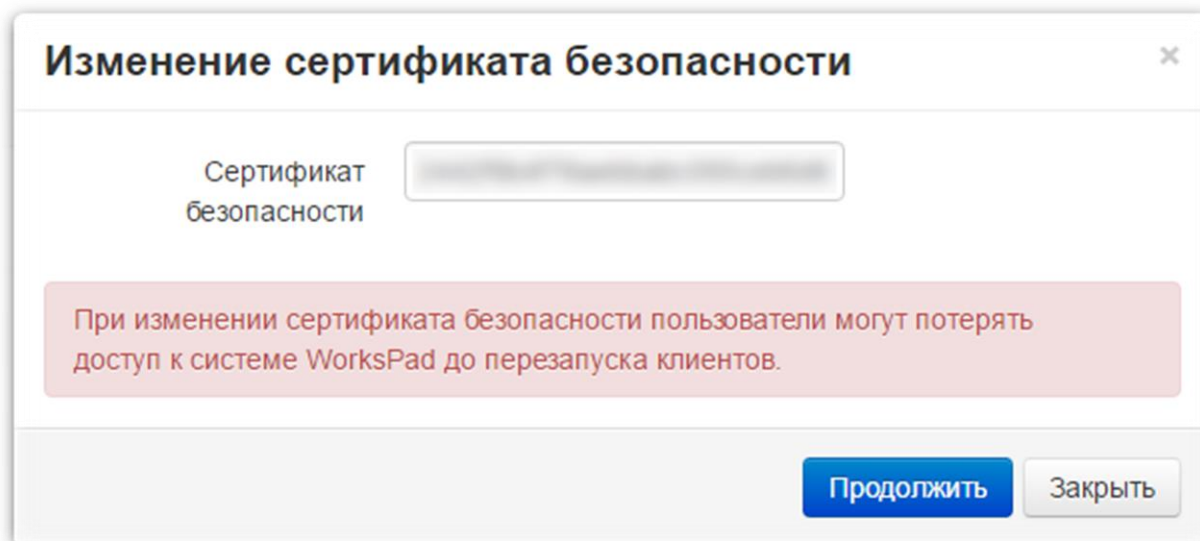 Изменение сертификата безопасности
×
Сертификат
безопасности
При изменении сертификата безопасности пользователи могут потерять
доступ к системе WorksPad до перезапуска клиентов.
Продолжить
Закрыть